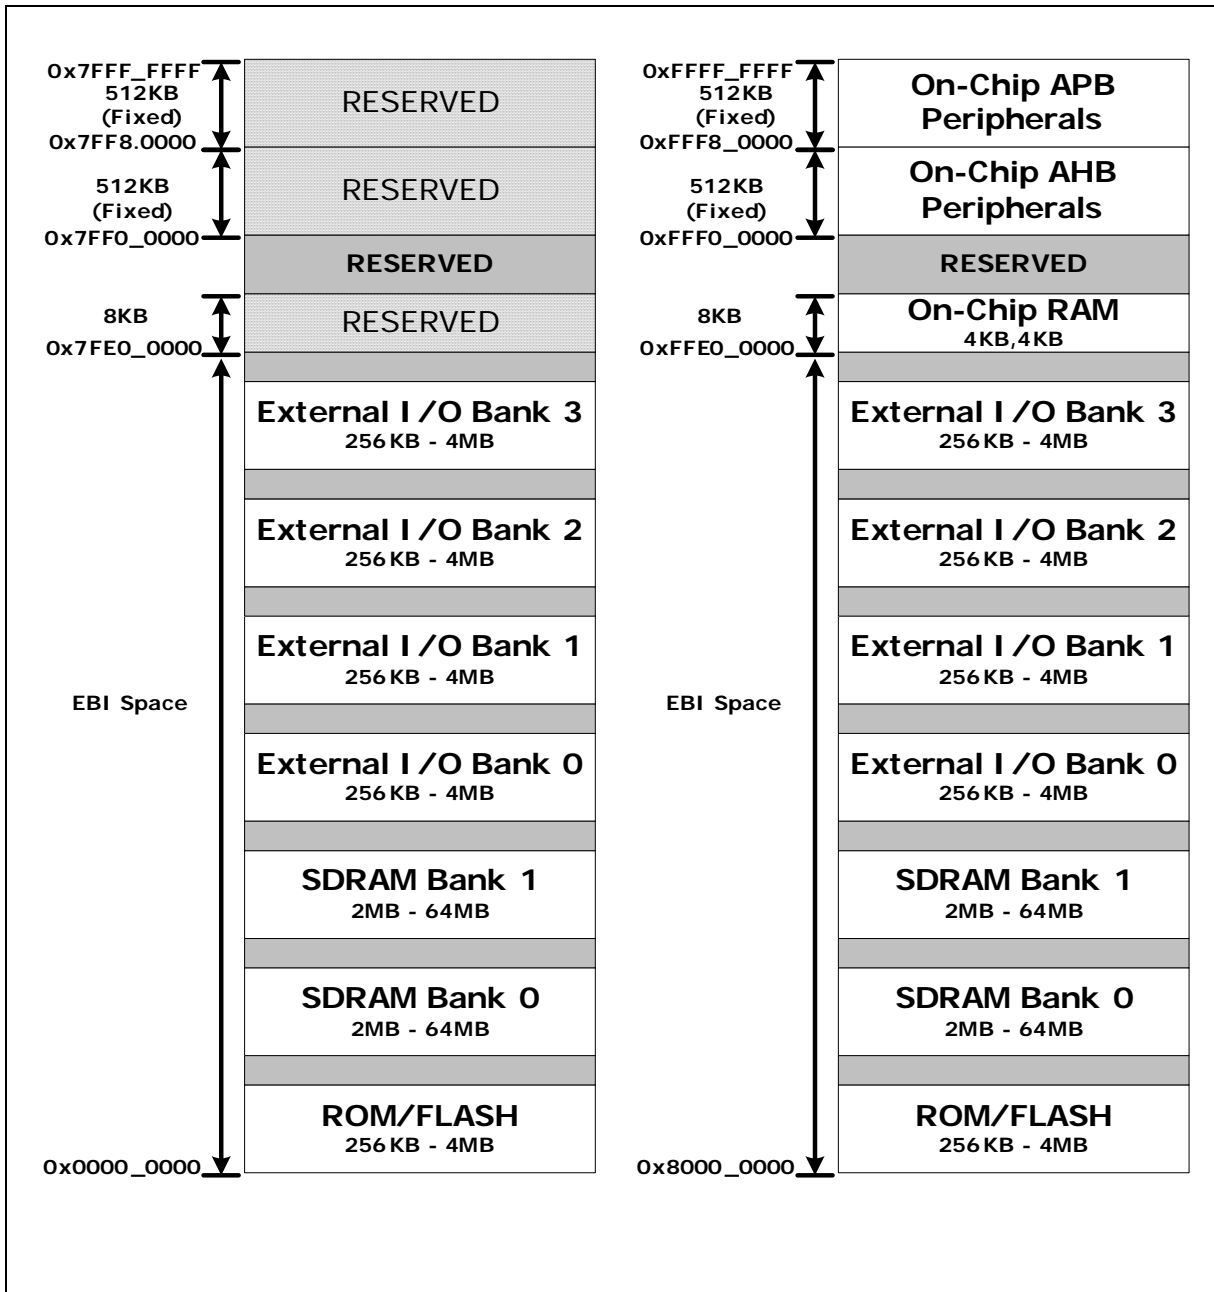 0x7FFF_FFFF
512KB
(Fixed)
0x7FF8.0000
512KB
(Fixed)
0x7FF0_0000
8KB
0x7FE0_0000
EBI Space
0x0000_0000
RESERVED
RESERVED
RESERVED
RESERVED
External I/O Bank 3
256KB - 4MB
External I/O Bank 2
256KB - 4MB
External I/O Bank 1
256KB - 4MB
External I/O Bank 0
256KB - 4MB
SDRAM Bank 1
2MB - 64MB
SDRAM Bank 0
2MB - 64MB
ROM/FLASH
256KB - 4MB
0xFFFF_FFFF
512KB
(Fixed)
0xFFF8_0000
512KB
(Fixed)
0xFFF0_0000
8KB
0xFFE0_0000
EBI Space
0x8000_0000
On-Chip APB
Peripherals
On-Chip AHB
Peripherals
RESERVED
On-Chip RAM
4KB,4KB
External I/O Bank 3
256KB - 4MB
External I/O Bank 2
256KB - 4MB
External I/O Bank 1
256KB - 4MB
External I/O Bank 0
256KB - 4MB
SDRAM Bank 1
2MB - 64MB
SDRAM Bank 0
2MB - 64MB
ROM/FLASH
256KB - 4MB